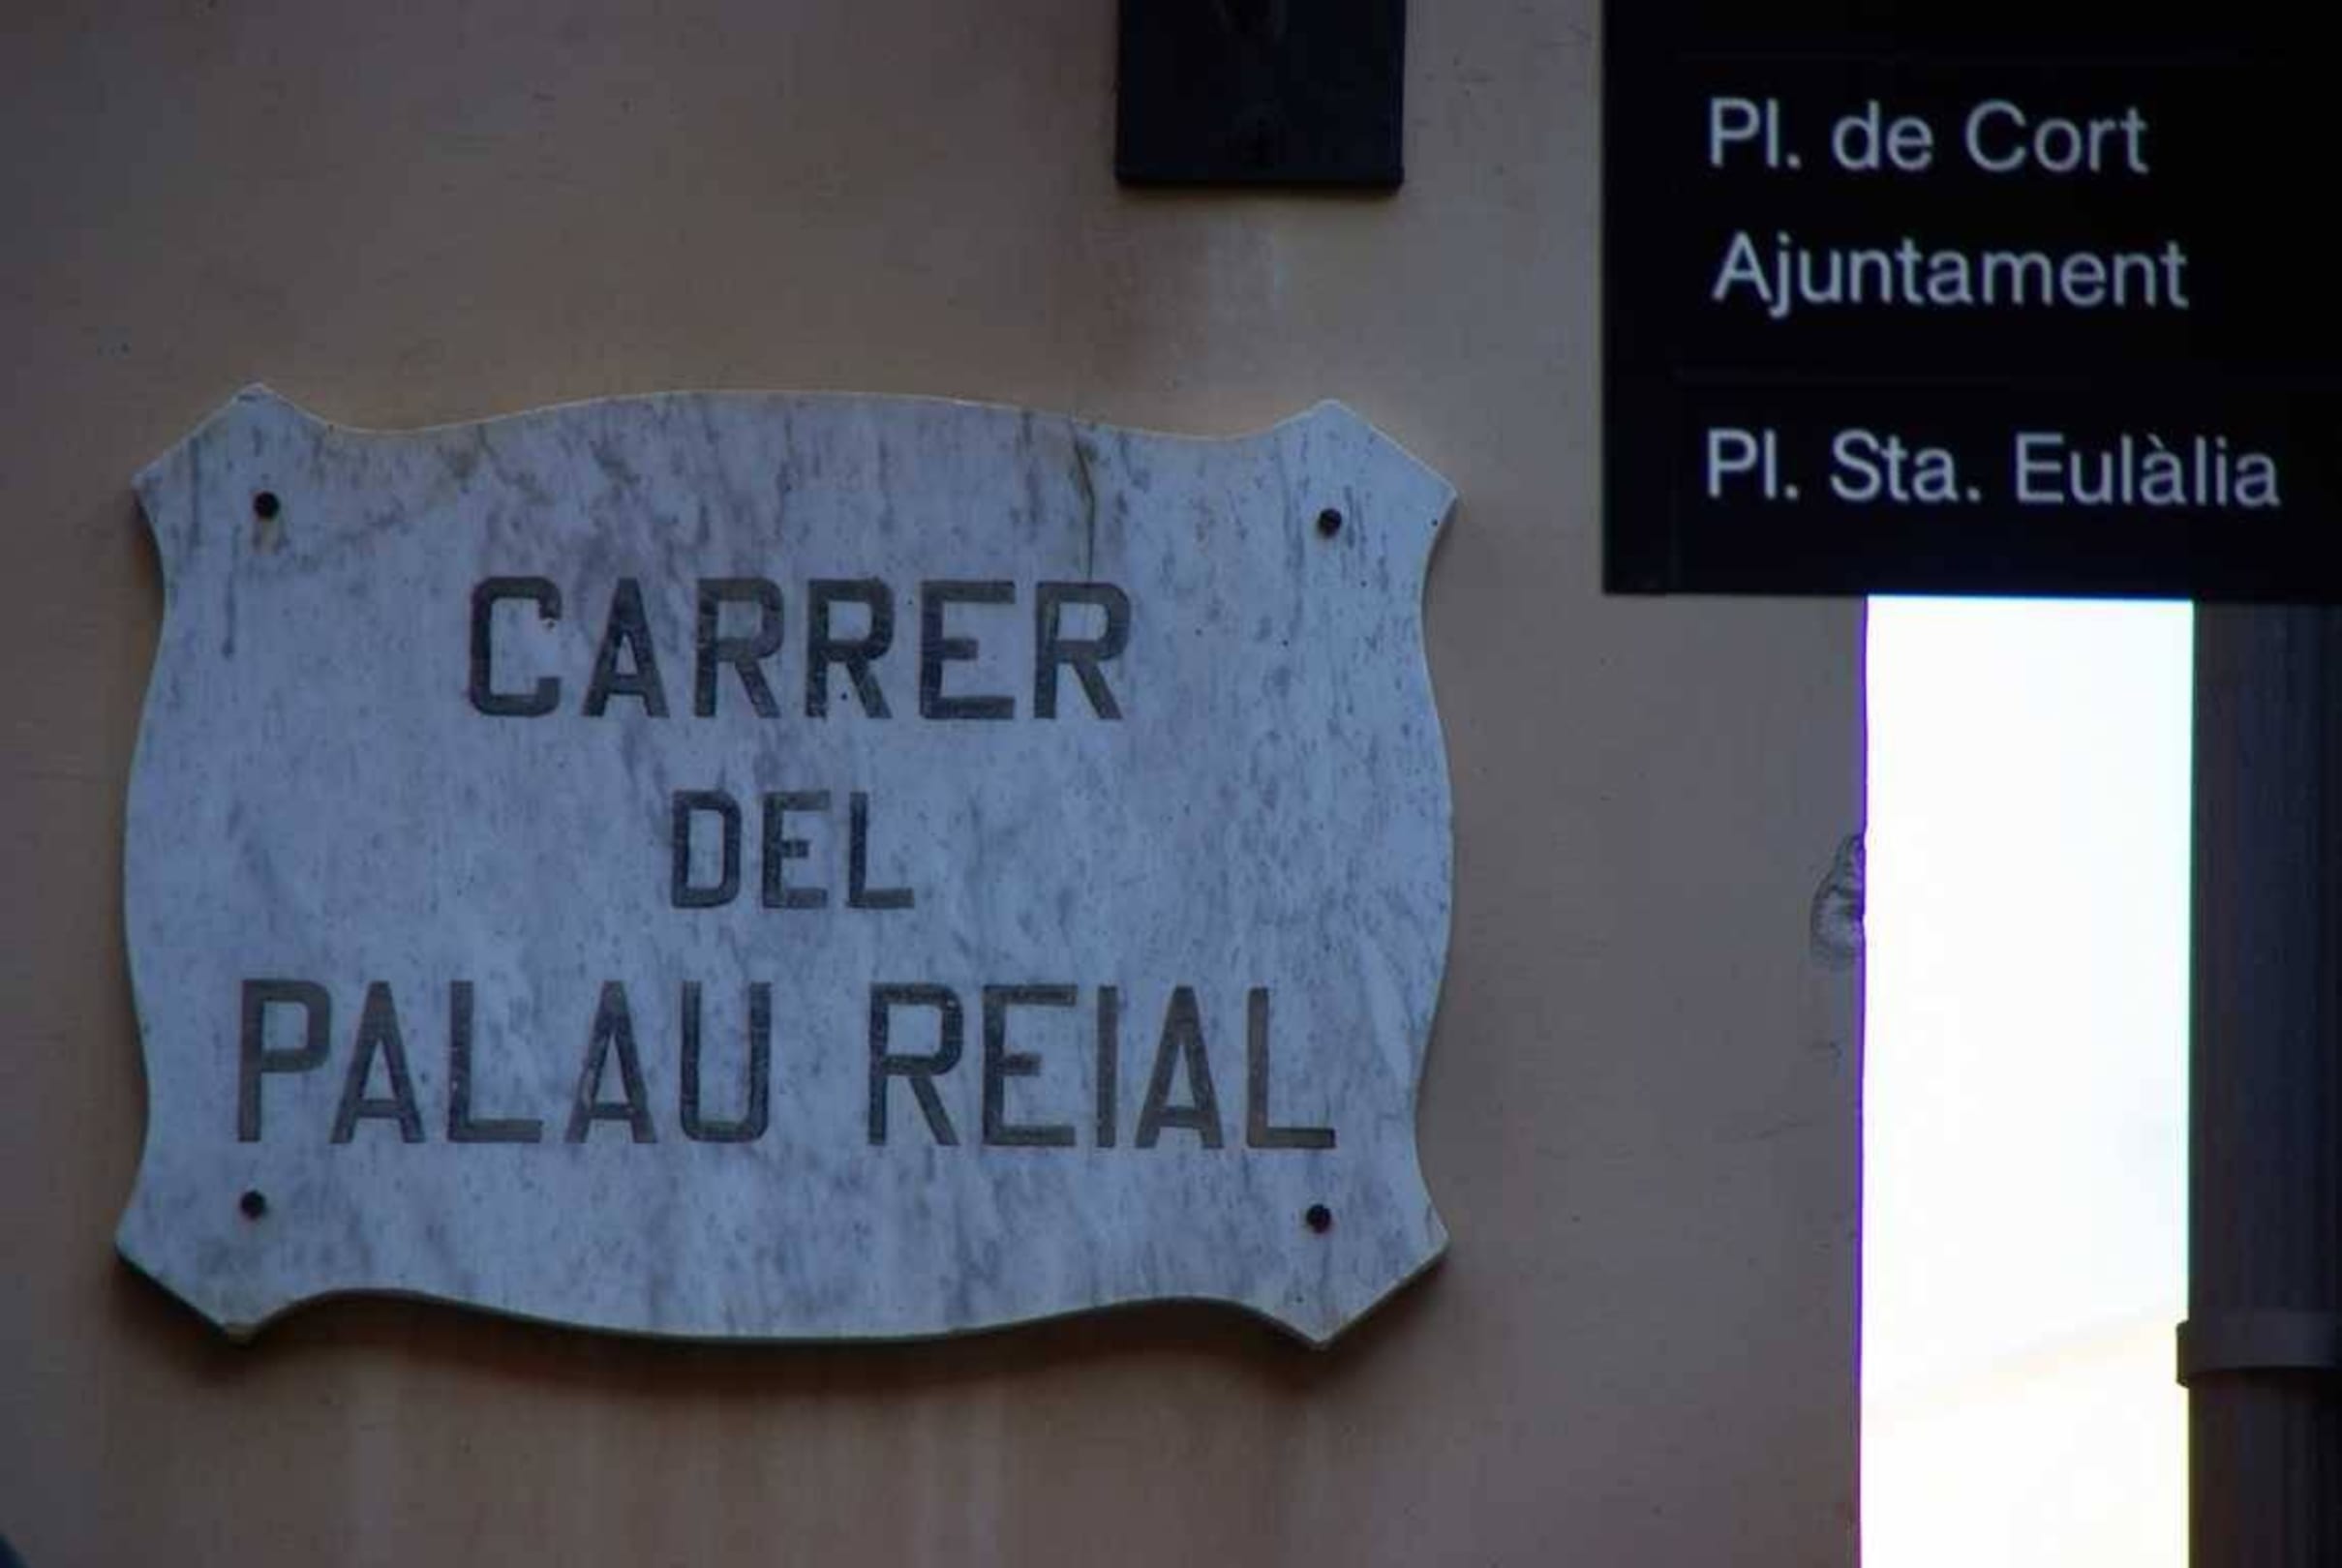 CARRER
DEL
PALAU REIAL
Pl. de Cort
Ajuntament
Pl. Sta. Eulàlia